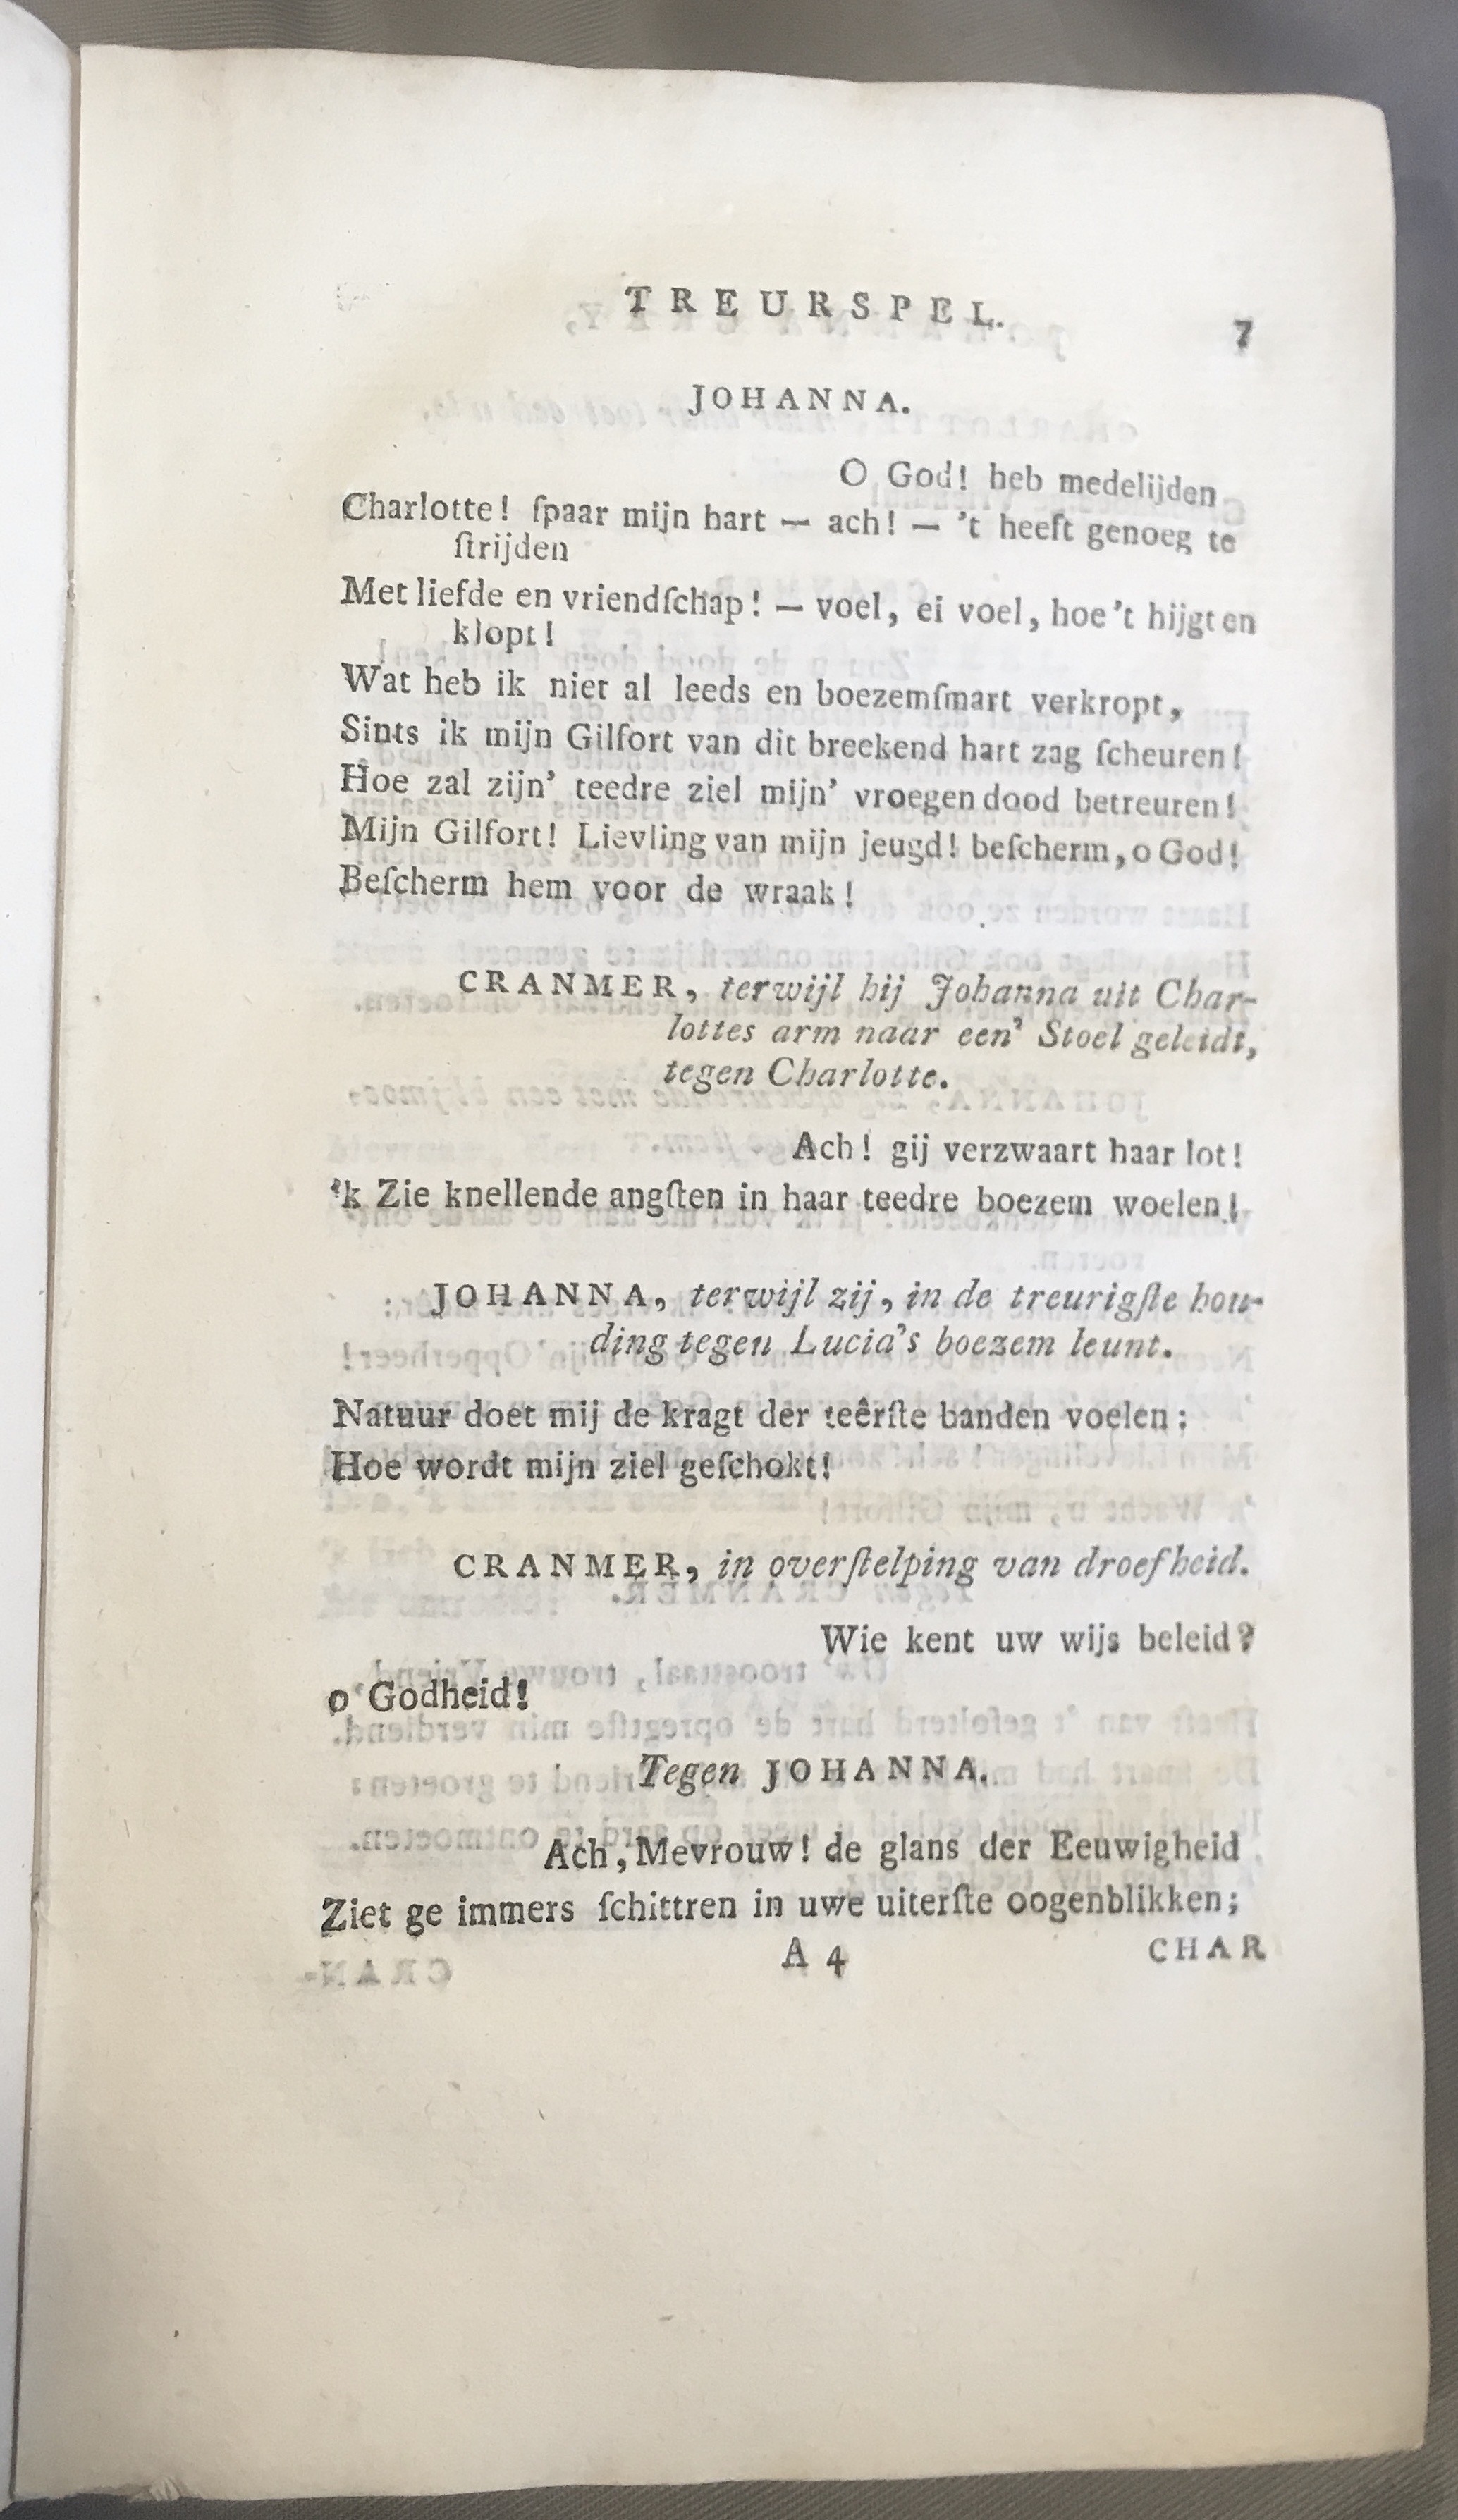 TREURSPEL.
7
JOHANNA.
O God! heb medelijden
Charlotte! ſpaar mijn hart — ach! — 't heeft genoeg te
ſtrijden
Met liefde en vriendſchap! — voel, ei voel, hoe 't hijgt en
klopt!
Wat heb ik niet al leeds en boezemſmart verkropt,
Sints ik mijn Gilfort van dit breekend hart zag ſcheuren!
Hoe zal zijn' teedre ziel mijn' vroegen dood betreuren!
Mijn Gilfort! Lievling van mijn jeugd! beſcherm, o God!
Beſcherm hem voor de wraak!
CRANMER, terwijl hij Johanna uit Char-
lottes arm naar een' Stoel geleidt,
tegen Charlotte.
Ach! gij verzwaart haar lot!
'k Zie knellende angſten in haar teedre boezem woelen!
JOHANNA, terwijl zij, in de treurigſte hou-
ding tegen Lucia's boezem leunt.
Natuur doet mij de kragt der teêrſte banden voelen;
Hoe wordt mijn ziel geſchokt!
CRANMER, in overſtelping van droefheid.
Wie kent uw wijs beleid?
o Godheid!
Tegen JOHANNA.
Ach, Mevrouw! de glans der Eeuwigheid
Ziet ge immers ſchittren in uwe uiterſte oogenblikken;
A 4
CHAR